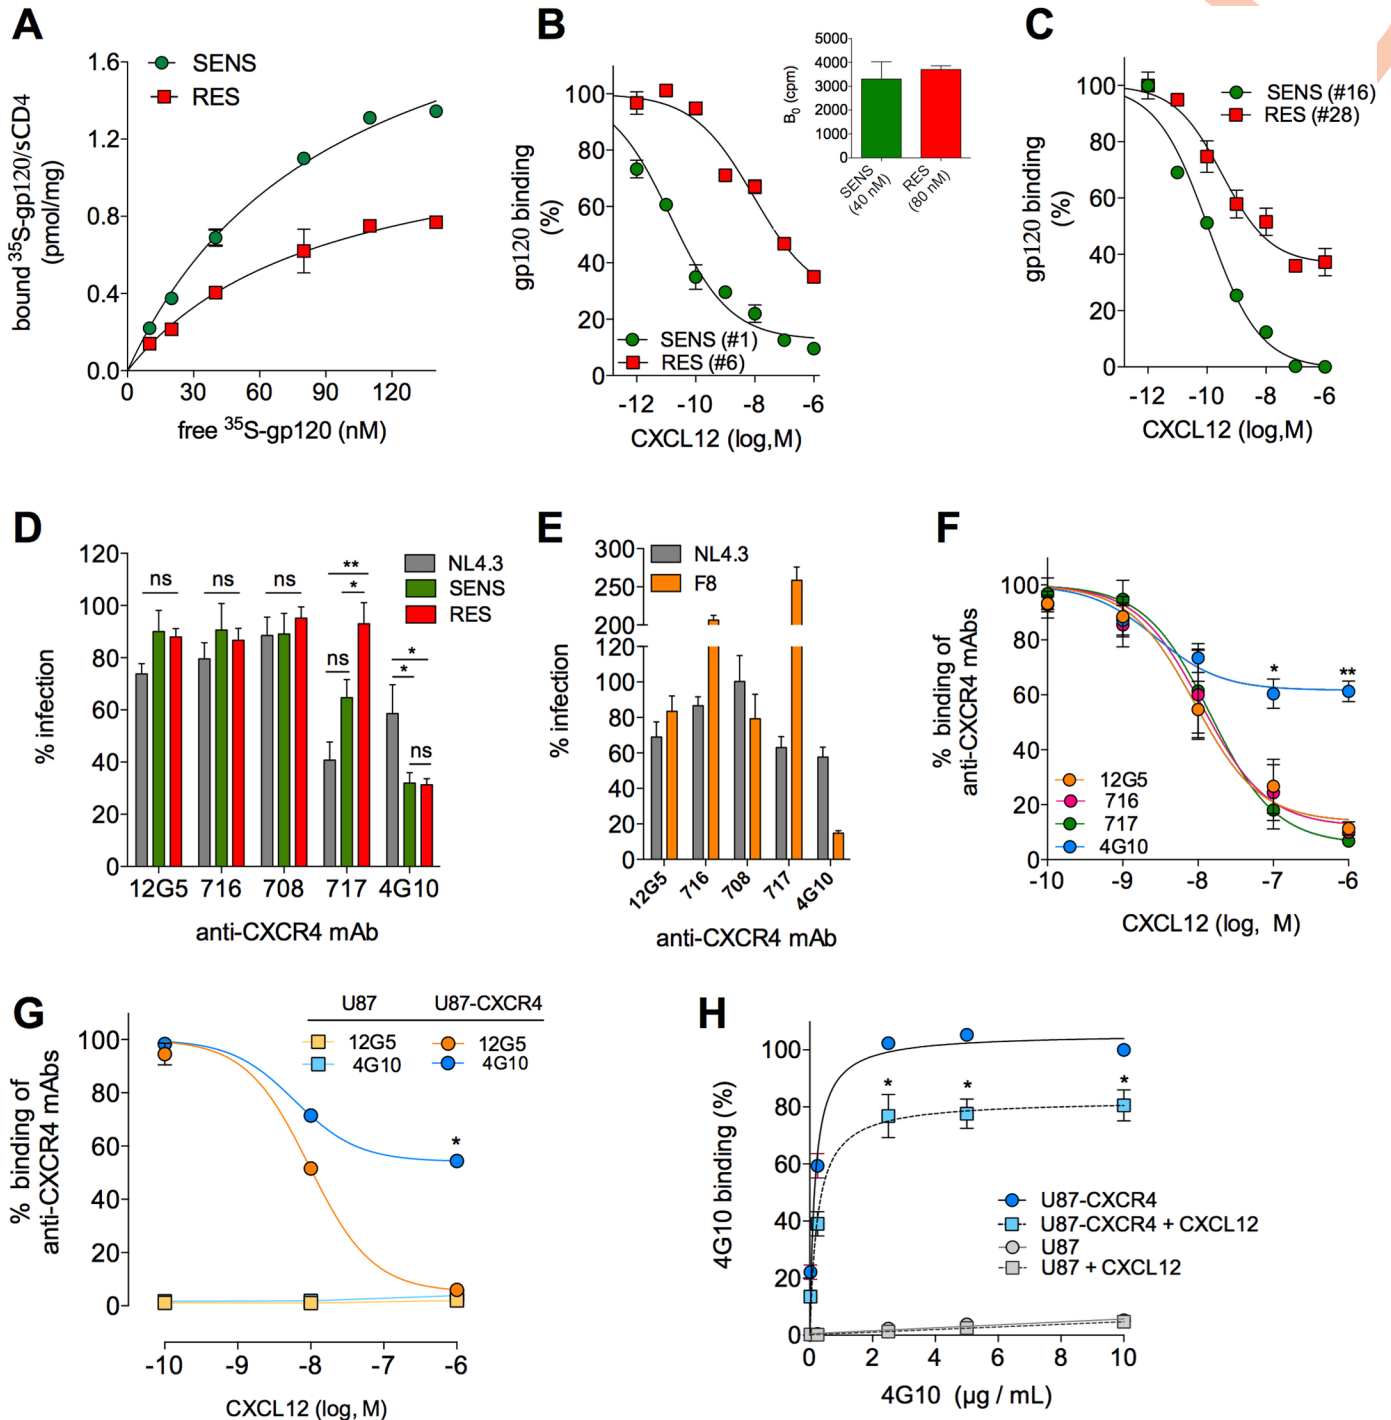 A
SENS
RES
1.6
1.2
0.8
0.4
0.0
0 30 60 90 120
bound ³⁵S-gp120/sCD4
(pmol/mg)
free ³⁵S-gp120 (nM)
B
100
80
60
40
20
0
-12 -10 -8 -6
gp120 binding
(%)
CXCL12 (log,M)
SENS (#1)
RES (#6)
5000
4000
3000
2000
1000
0
B₀ (cpm)
SENS
(40 nM)
RES
(80 nM)
C
SENS (#16)
RES (#28)
100
80
60
40
20
0
-12 -10 -8 -6
gp120 binding
(%)
CXCL12 (log,M)
D
120
100
80
60
40
20
0
% infection
ns ns ns ** * ns * * ns
NL4.3
SENS
RES
12G5 716 708 717 4G10
anti-CXCR4 mAb
E
300
250
200
120
100
80
60
40
20
0
% infection
NL4.3
F8
12G5 716 708 717 4G10
anti-CXCR4 mAb
F
100
80
60
40
20
0
% binding of
anti-CXCR4 mAbs
* **
12G5
716
717
4G10
-10 -9 -8 -7 -6
CXCL12 (log, M)
G
U87 U87-CXCR4
12G5 12G5
4G10 4G10
100
80
60
40
20
0
% binding of
anti-CXCR4 mAbs
*
-10 -9 -8 -7 -6
CXCL12 (log, M)
H
100
80
60
40
20
0
4G10 binding (%)
* * *
U87-CXCR4
U87-CXCR4 + CXCL12
U87
U87 + CXCL12
0 2 4 6 8 10
4G10 (µg / mL)